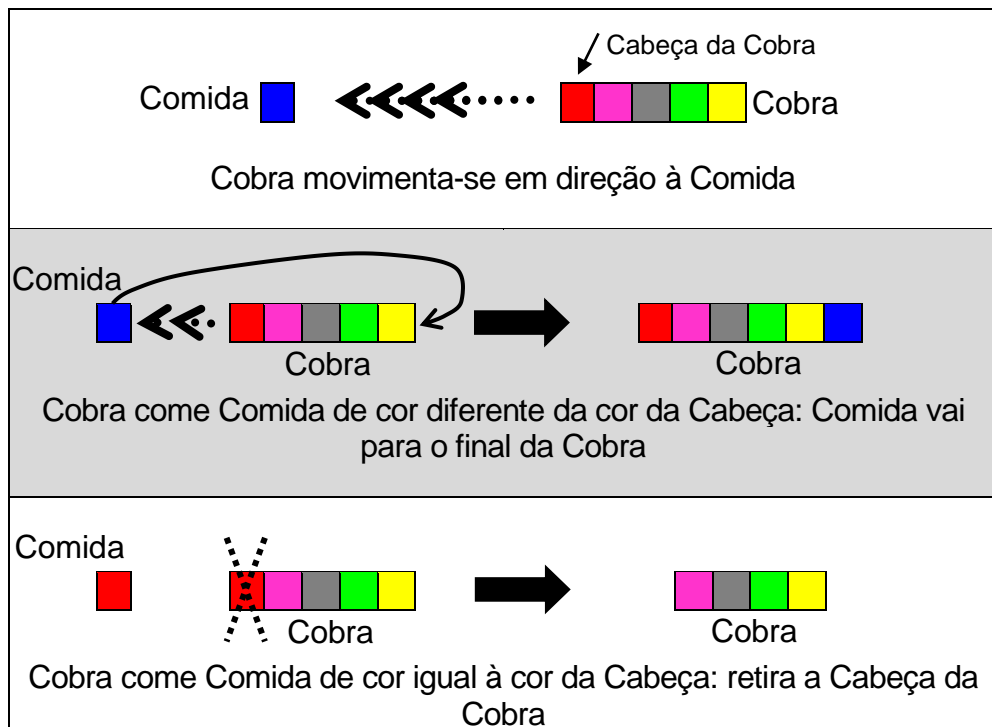 Cabeça da Cobra
Comida
Cobra
Cobra movimenta-se em direção à Comida
Comida
Cobra
Cobra
Cobra come Comida de cor diferente da cor da Cabeça: Comida vai
para o final da Cobra
Comida
Cobra
Cobra
Cobra come Comida de cor igual à cor da Cabeça: retira a Cabeça da
Cobra